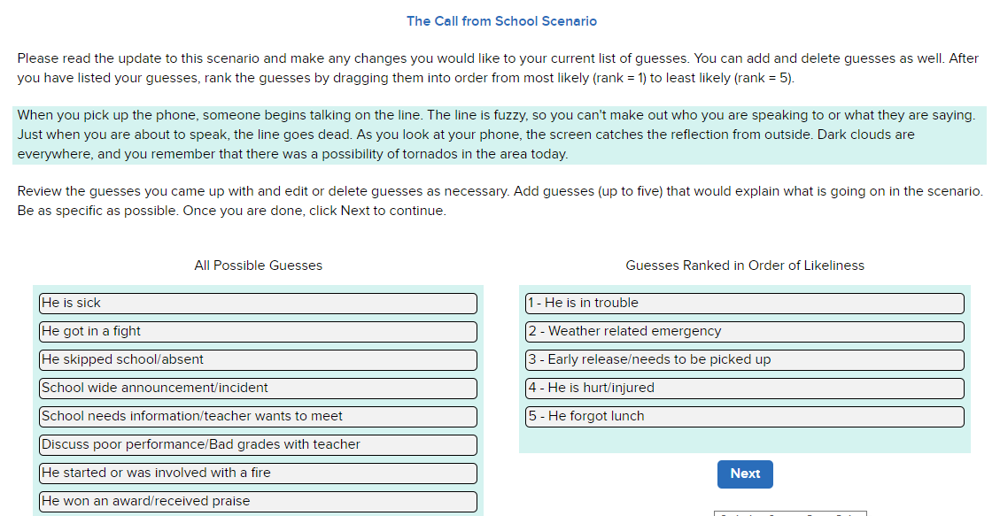 The Call from School Scenario
Please read the update to this scenario and make any changes you would like to your current list of guesses. You can add and delete guesses as well. After
you have listed your guesses, rank the guesses by dragging them into order from most likely (rank = 1) to least likely (rank = 5).
When you pick up the phone, someone begins talking on the line. The line is fuzzy, so you can't make out who you are speaking to or what they are saying.
Just when you are about to speak, the line goes dead. As you look at your phone, the screen catches the reflection from outside. Dark clouds are
everywhere, and you remember that there was a possibility of tornados in the area today.
Review the guesses you came up with and edit or delete guesses as necessary. Add guesses (up to five) that would explain what is going on in the scenario.
Be as specific as possible. Once you are done, click Next to continue.
All Possible Guesses
He is sick
He got in a fight
He skipped school/absent
School wide announcement/incident
School needs information/teacher wants to meet
Discuss poor performance/Bad grades with teacher
He started or was involved with a fire
He won an award/received praise
Guesses Ranked in Order of Likeliness
1 - He is in trouble
2 - Weather related emergency
3 - Early release/needs to be picked up
4 - He is hurt/injured
5 - He forgot lunch
Next